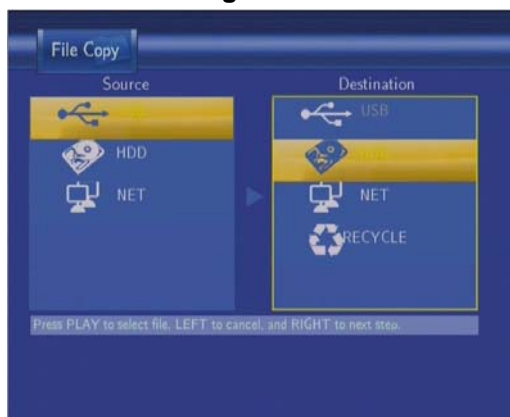 File Copy
Source
Destination
USB
HDD
NET
NET
RECYCLE
Press PLAY to select file, LEFT to cancel, and RIGHT to next step.